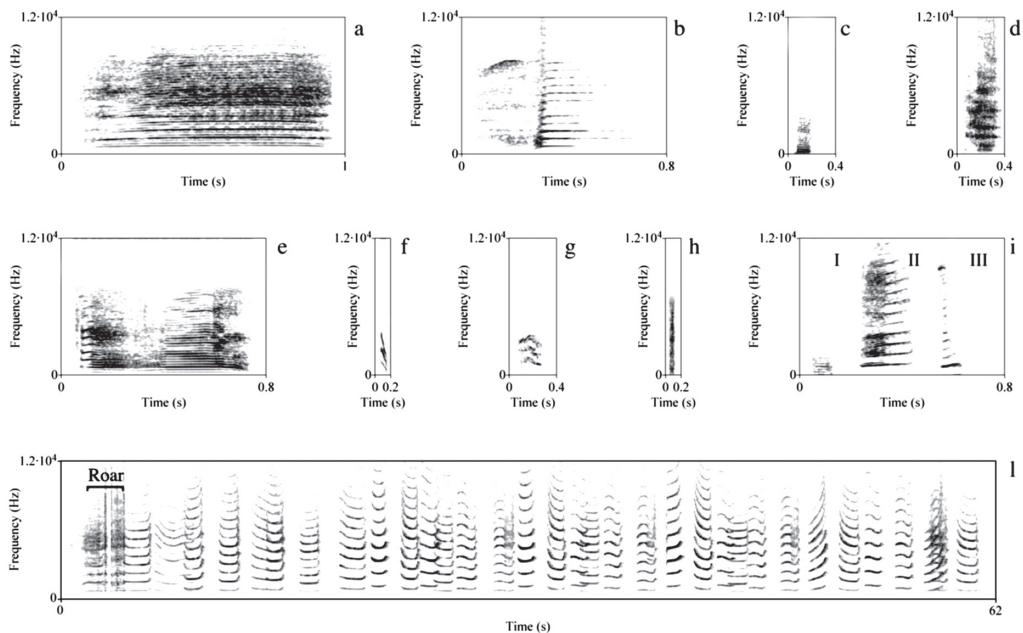 1.2·10⁴ a 1.2·10⁴ b 1.2·10⁴ c 1.2·10⁴ d
Frequency (Hz) Frequency (Hz) Frequency (Hz) Frequency (Hz)
0 0 0 0
0 1 0 0.8 0 0.4 0 0.4
Time (s) Time (s) Time (s) Time (s)
1.2·10⁴ e 1.2·10⁴ f 1.2·10⁴ g 1.2·10⁴ h 1.2·10⁴ I II III i
Frequency (Hz) Frequency (Hz) Frequency (Hz) Frequency (Hz) Frequency (Hz)
0 0 0 0 0
0 0.8 0 0.2 0 0.4 0 0.2 0 0.8
Time (s) Time (s) Time (s) Time (s) Time (s)
1.2·10⁴ l
Roar
Frequency (Hz)
0
0 62
Time (s)